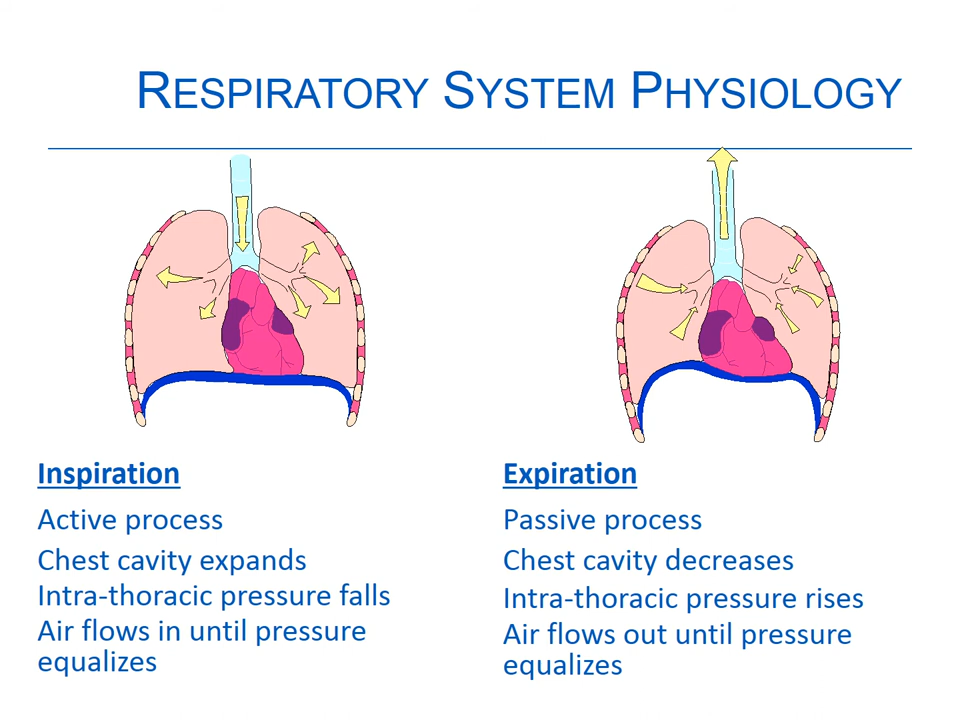 RESPIRATORY SYSTEM PHYSIOLOGY
Inspiration
Active process
Chest cavity expands
Intra-thoracic pressure falls
Air flows in until pressure
equalizes
Expiration
Passive process
Chest cavity decreases
Intra-thoracic pressure rises
Air flows out until pressure
equalizes